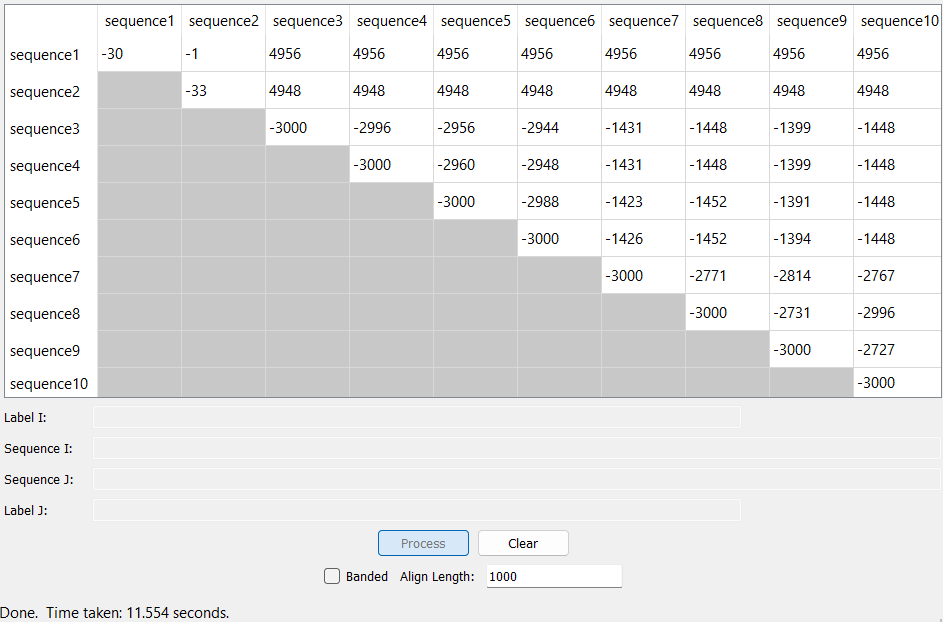 sequence1 sequence2 sequence3 sequence4 sequence5 sequence6 sequence7 sequence8 sequence9 sequence10
sequence1 -30 -1 4956 4956 4956 4956 4956 4956 4956 4956
sequence2 -33 4948 4948 4948 4948 4948 4948 4948 4948
sequence3 -3000 -2996 -2956 -2944 -1431 -1448 -1399 -1448
sequence4 -3000 -2960 -2948 -1431 -1448 -1399 -1448
sequence5 -3000 -2988 -1423 -1452 -1391 -1448
sequence6 -3000 -1426 -1452 -1394 -1448
sequence7 -3000 -2771 -2814 -2767
sequence8 -3000 -2731 -2996
sequence9 -3000 -2727
sequence10 -3000
Label I:
Sequence I:
Sequence J:
Label J:
Process Clear
Banded Align Length: 1000
Done. Time taken: 11.554 seconds.